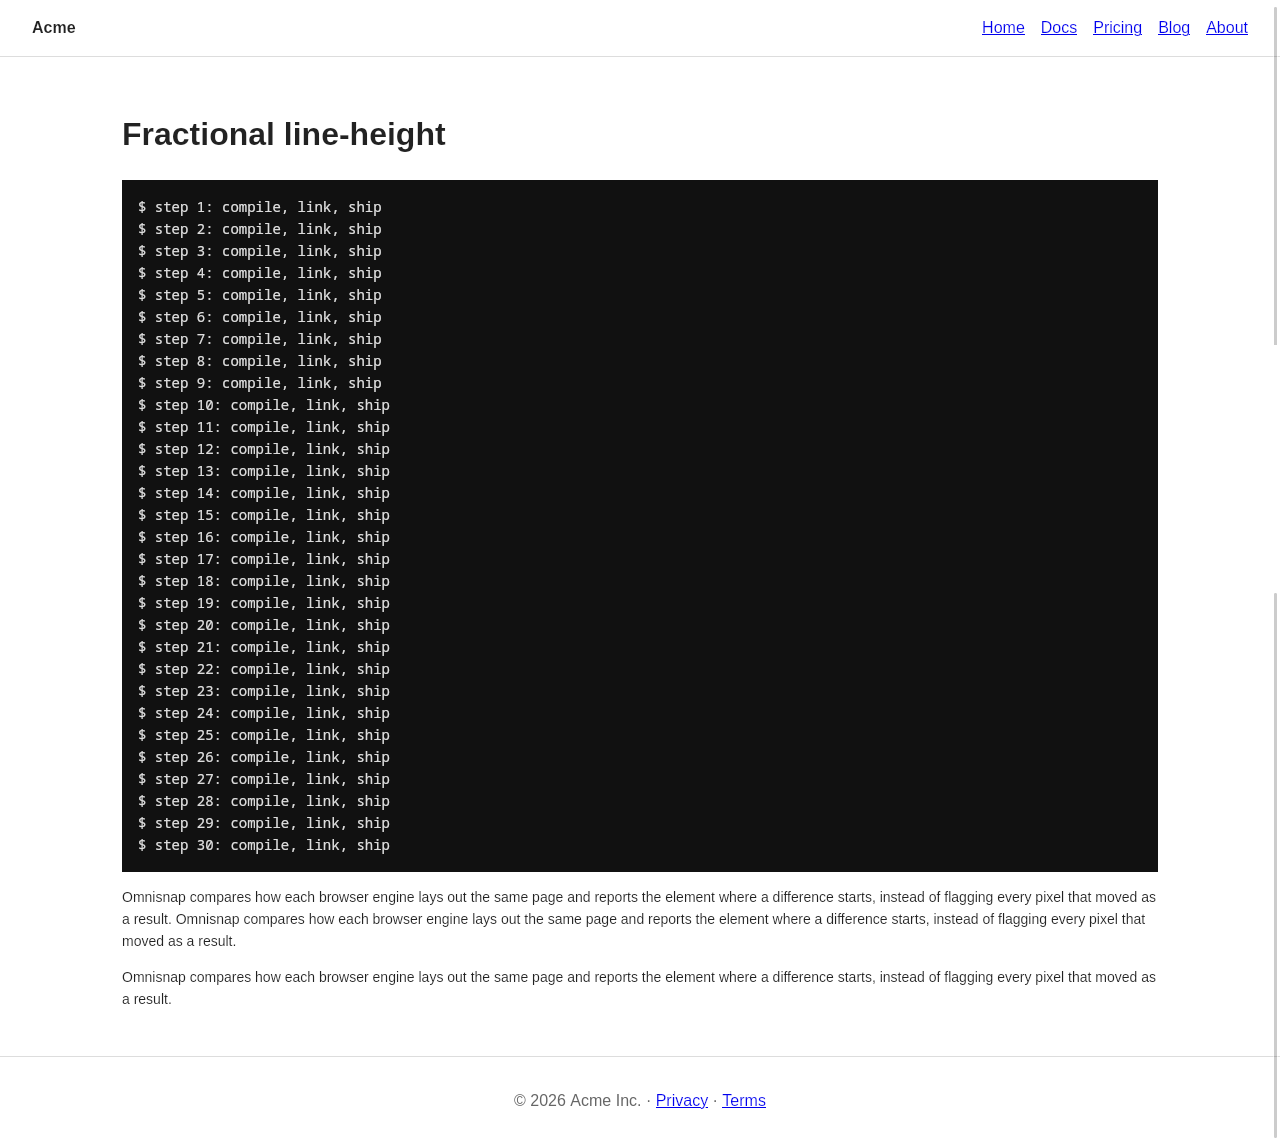 Acme
Home Docs Pricing Blog About
Fractional line-height
$ step 1: compile, link, ship
$ step 2: compile, link, ship
$ step 3: compile, link, ship
$ step 4: compile, link, ship
$ step 5: compile, link, ship
$ step 6: compile, link, ship
$ step 7: compile, link, ship
$ step 8: compile, link, ship
$ step 9: compile, link, ship
$ step 10: compile, link, ship
$ step 11: compile, link, ship
$ step 12: compile, link, ship
$ step 13: compile, link, ship
$ step 14: compile, link, ship
$ step 15: compile, link, ship
$ step 16: compile, link, ship
$ step 17: compile, link, ship
$ step 18: compile, link, ship
$ step 19: compile, link, ship
$ step 20: compile, link, ship
$ step 21: compile, link, ship
$ step 22: compile, link, ship
$ step 23: compile, link, ship
$ step 24: compile, link, ship
$ step 25: compile, link, ship
$ step 26: compile, link, ship
$ step 27: compile, link, ship
$ step 28: compile, link, ship
$ step 29: compile, link, ship
$ step 30: compile, link, ship
Omnisnap compares how each browser engine lays out the same page and reports the element where a difference starts, instead of flagging every pixel that moved as
a result. Omnisnap compares how each browser engine lays out the same page and reports the element where a difference starts, instead of flagging every pixel that
moved as a result.
Omnisnap compares how each browser engine lays out the same page and reports the element where a difference starts, instead of flagging every pixel that moved as
a result.
© 2026 Acme Inc. · Privacy · Terms